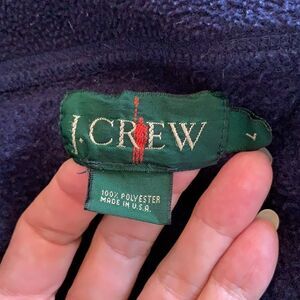 J.CREW
L
100% POLYESTER
MADE IN U.S.A.